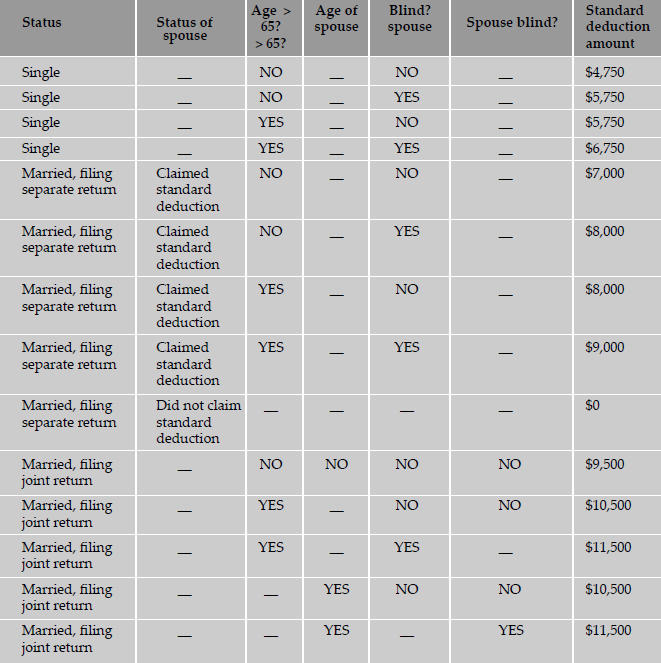 Status
Status of
spouse
Age >
65?
> 65?
Age of
spouse
Blind?
spouse
Spouse blind?
Standard
deduction
amount
Single — NO — NO — $4,750
Single — NO — YES — $5,750
Single — YES — NO — $5,750
Single — YES — YES — $6,750
Married, filing Claimed NO — NO — $7,000
separate return standard
deduction
Married, filing Claimed NO — YES — $8,000
separate return standard
deduction
Married, filing Claimed YES — NO — $8,000
separate return standard
deduction
Married, filing Claimed YES — YES — $9,000
separate return standard
deduction
Married, filing Did not claim — — — — $0
separate return standard
deduction
Married, filing — NO NO NO NO $9,500
joint return
Married, filing — YES — NO NO $10,500
joint return
Married, filing — YES — YES — $11,500
joint return
Married, filing — — YES NO NO $10,500
joint return
Married, filing — — YES — YES $11,500
joint return